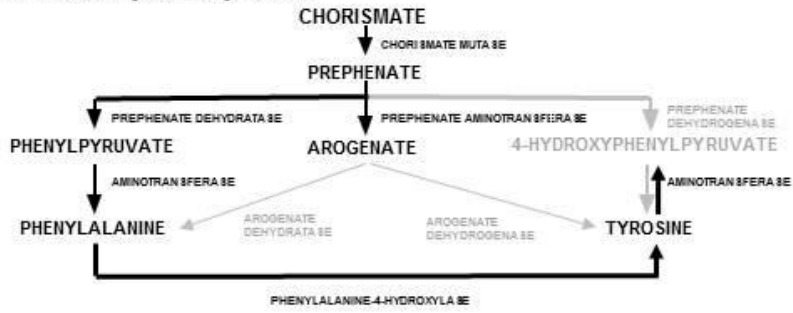 CHORISMATE
CHORISMATE MUTASE
PREPHENATE
PREPHENATE DEHYDRATASE
PREPHENATE AMINOTRANSFERASE
PREPHENATE
DEHYDROGENASE
PHENYLPYRUVATE
AROGENATE
4-HYDROXYPHENYLPYRUVATE
AMINOTRANSFERASE
AMINOTRANSFERASE
PHENYLALANINE
AROGENATE
DEHYDRATASE
AROGENATE
DEHYDROGENASE
TYROSINE
PHENYLALANINE-4-HYDROXYLASE